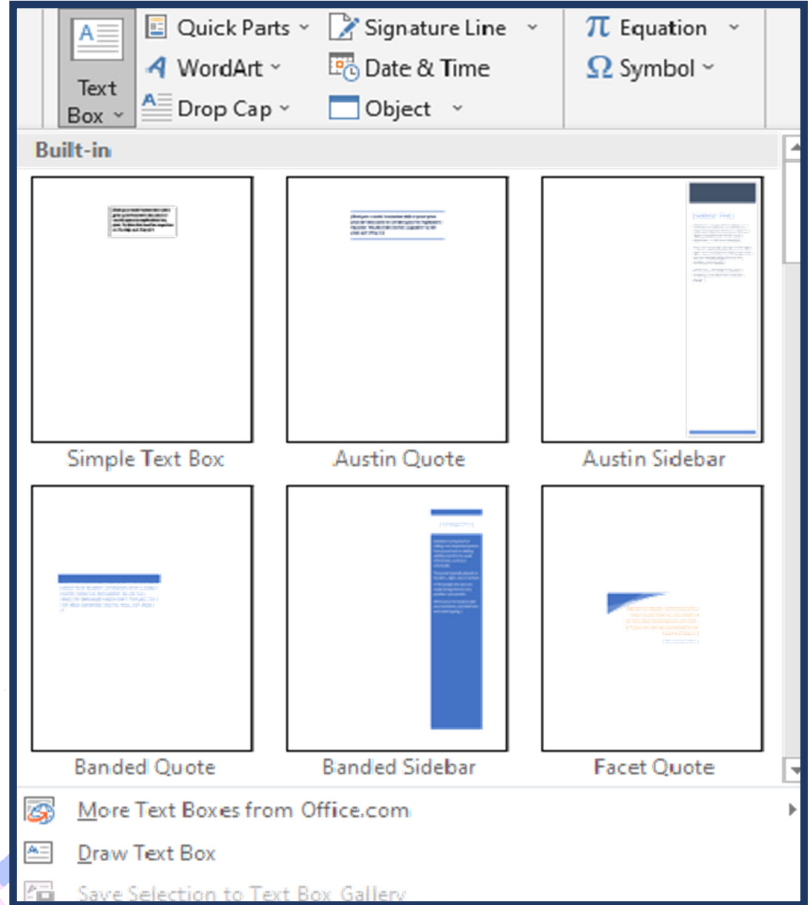 Quick Parts
Signature Line
Equation
WordArt
Date & Time
Symbol
Text
Box
Drop Cap
Object
Built-in
Simple Text Box
Austin Quote
Austin Sidebar
Banded Quote
Banded Sidebar
Facet Quote
More Text Boxes from Office.com
Draw Text Box
Save Selection to Text Box Gallery